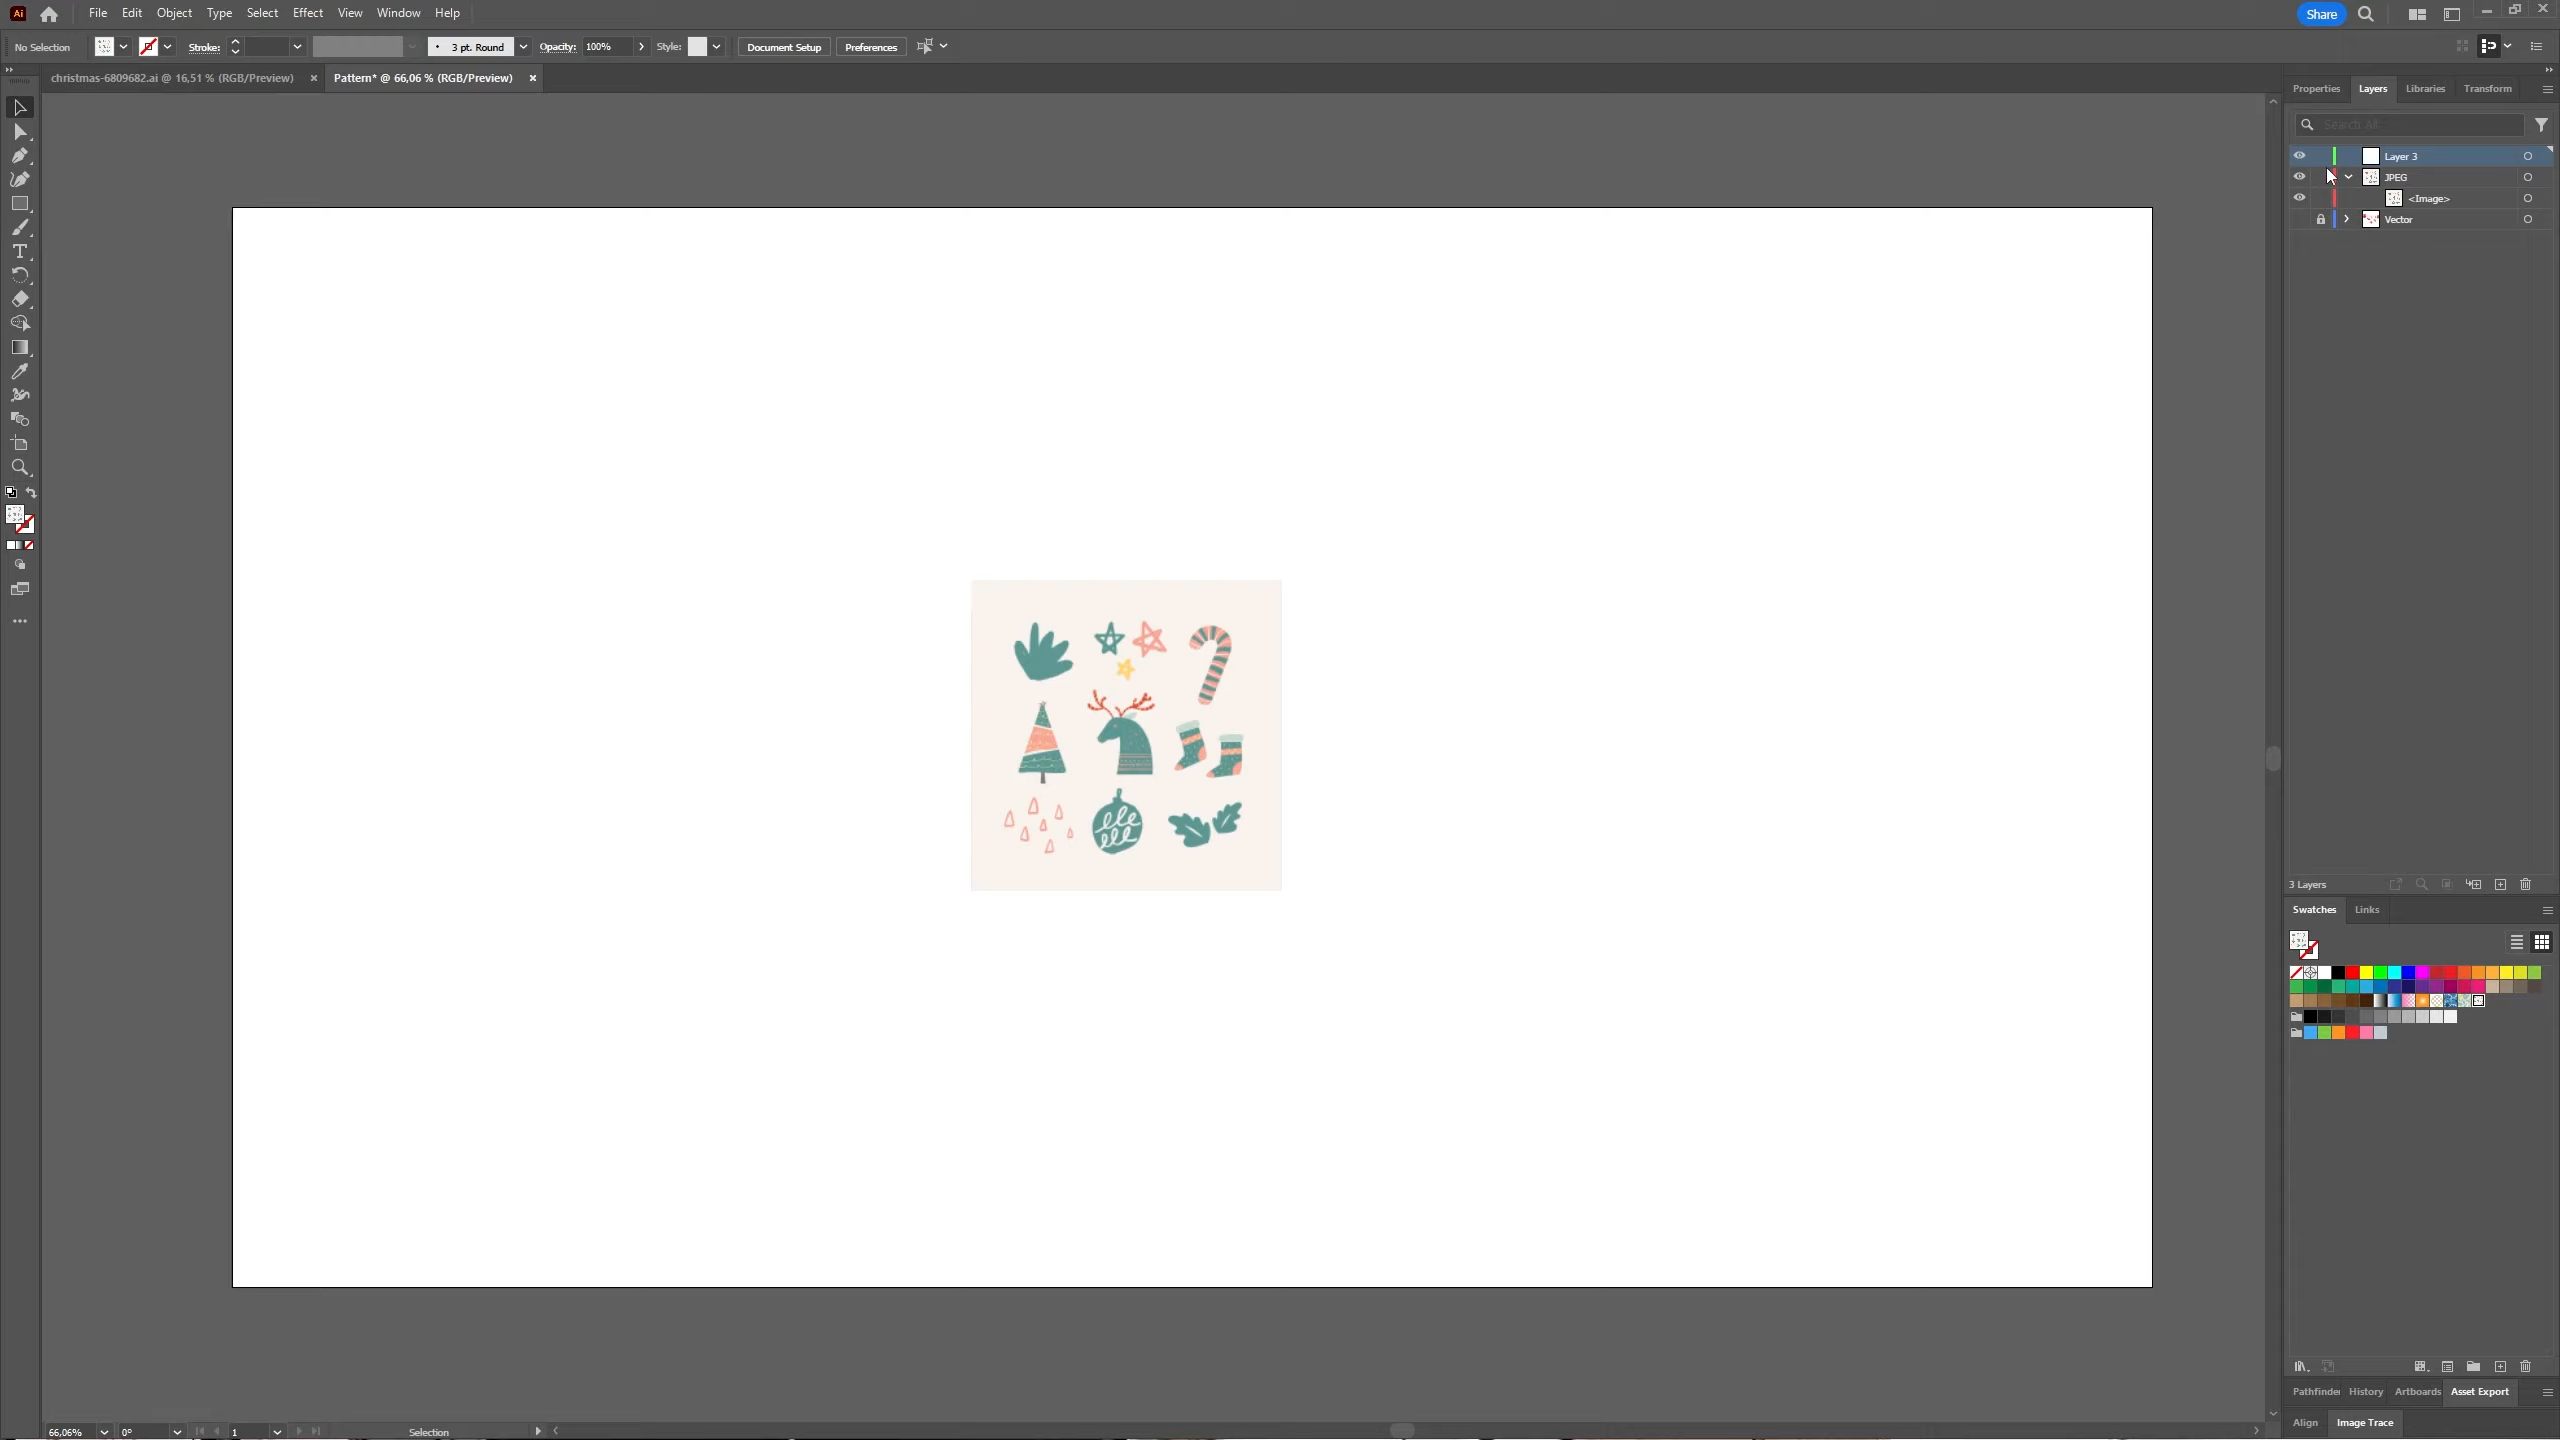 Ai File Edit Object Type Select Effect View Window Help Share
No Selection Stroke: 3 pt. Round Opacity: 100% Style: Document Setup Preferences
christmas-6809682.ai @ 16,51 % (RGB/Preview) × Pattern* @ 66,06 % (RGB/Preview) ×
Properties Layers Libraries Transform
Search All
Layer 3
JPEG
<Image>
Vector
3 Layers
Swatches Links
Pathfinder History Artboards Asset Export
Align Image Trace
66,06% 0° 1 Selection